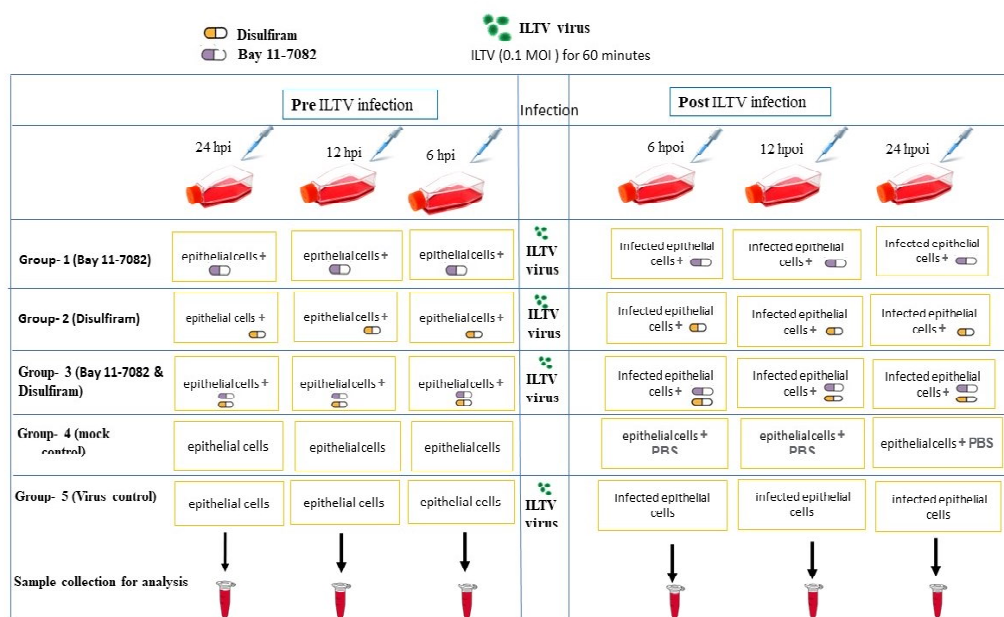 Disulfiram
Bay 11-7082
ILTV virus
ILTV (0.1 MOI ) for 60 minutes
Pre ILTV infection
Infection
Post ILTV infection
24 hpi
12 hpi
6 hpi
6 hpoi
12 hpoi
24 hpoi
Group- 1 (Bay 11-7082)
epithelial cells +
epithelial cells +
epithelial cells +
ILTV
virus
Infected epithelial
cells +
Infected epithelial
cells +
Infected epithelial
cells +
Group- 2 (Disulfiram)
epithelial cells +
epithelial cells +
epithelial cells +
ILTV
virus
Infected epithelial
cells +
Infected epithelial
cells +
Infected epithelial
cells +
Group- 3 (Bay 11-7082 &
Disulfiram)
epithelial cells +
epithelial cells +
epithelial cells +
ILTV
virus
Infected epithelial
cells +
Infected epithelial
cells +
Infected epithelial
cells +
Group- 4 (mock
control)
epithelial cells
epithelial cells
epithelial cells
epithelial cells +
PBS
epithelial cells +
PBS
epithelial cells + PBS
Group- 5 (Virus control)
epithelial cells
epithelial cells
epithelial cells
ILTV
virus
Infected epithelial
cells
infected epithelial
cells
infected epithelial
cells
Sample collection for analysis